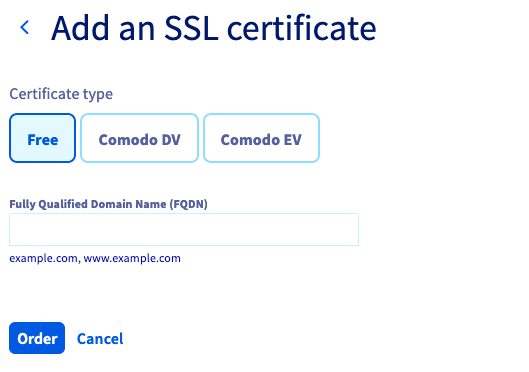 Add an SSL certificate
Certificate type
Free Comodo DV Comodo EV
Fully Qualified Domain Name (FQDN)
example.com, www.example.com
Order Cancel